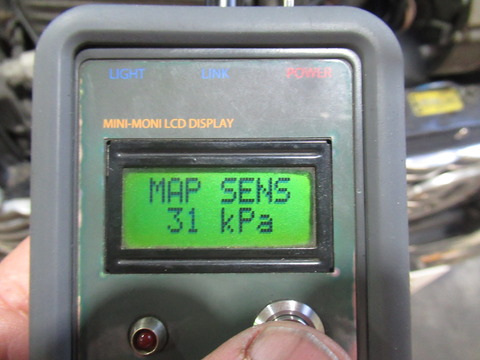 LIGHT LINK POWER
MINI-MONI LCD DISPLAY
MAP SENS
31 kPa